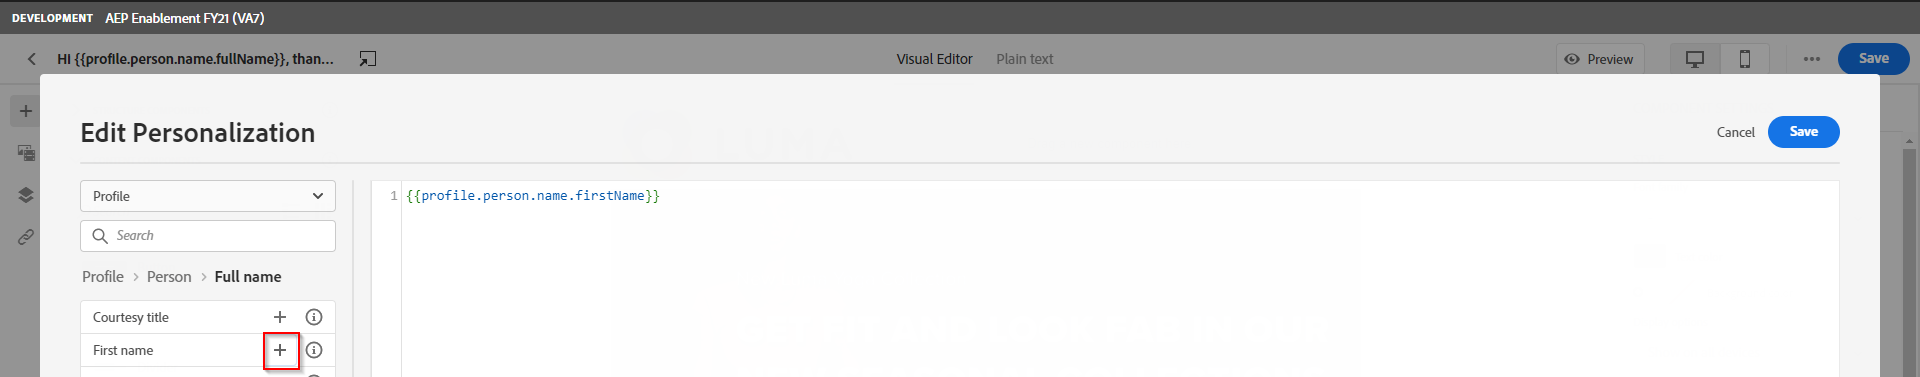 DEVELOPMENT AEP Enablement FY21 (VA7)
HI {{profile.person.name.fullName}}, than...
Visual Editor Plain text
Preview
Save
Edit Personalization
Cancel Save
Profile
Search
Profile > Person > Full name
Courtesy title
First name
1 {{profile.person.name.firstName}}